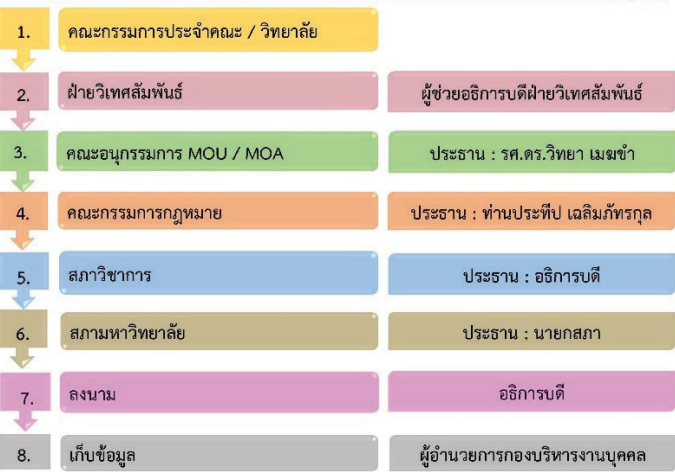 1. คณะกรรมการประจำคณะ / วิทยาลัย
2. ฝ่ายวิเทศสัมพันธ์ ผู้ช่วยอธิการบดีฝ่ายวิเทศสัมพันธ์
3. คณะอนุกรรมการ MOU / MOA ประธาน : รศ.ดร.วิทยา เมฆขำ
4. คณะกรรมการกฎหมาย ประธาน : ท่านประทีป เฉลิมภัทรกุล
5. สภาวิชาการ ประธาน : อธิการบดี
6. สภามหาวิทยาลัย ประธาน : นายกสภา
7. ลงนาม อธิการบดี
8. เก็บข้อมูล ผู้อำนวยการกองบริหารงานบุคคล